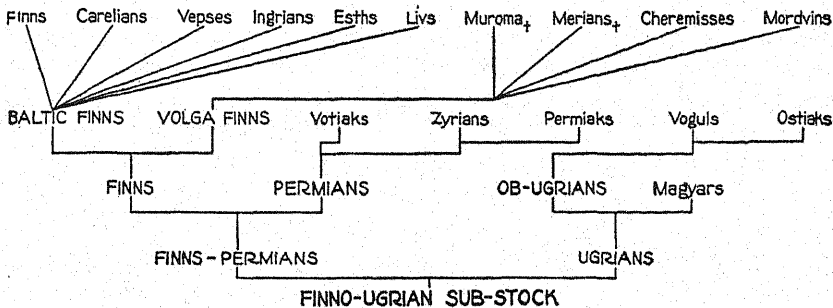 Finns Carelians Vepses Ingrians Esths Livs Muroma† Merians† Cheremisses Mordvins
BALTIC FINNS VOLGA FINNS Votiaks Zyrians Permiaks Voguls Ostiaks
FINNS PERMIANS OB-UGRIANS Magyars
FINNS-PERMIANS UGRIANS
FINNO-UGRIAN SUB-STOCK